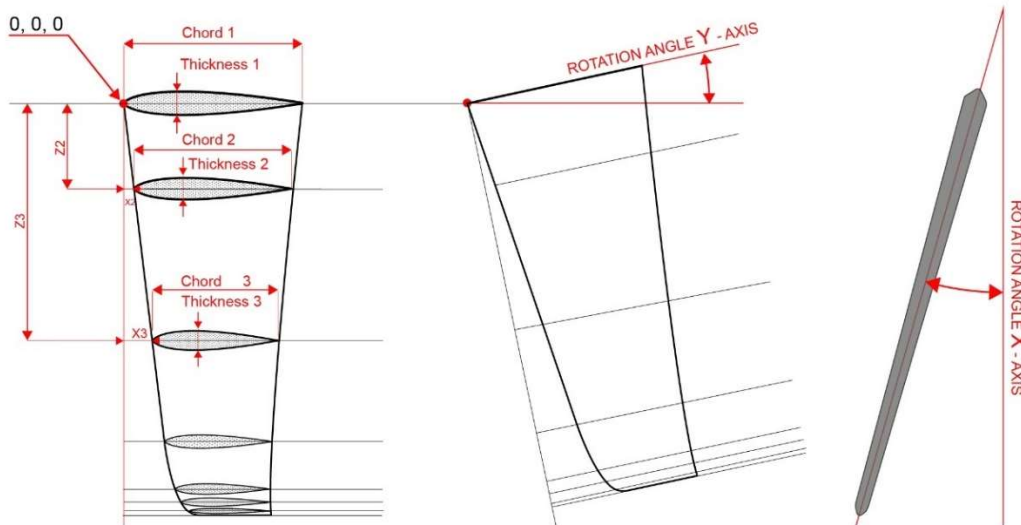 0, 0, 0
Chord 1
Thickness 1
Z2
Chord 2
Thickness 2
X2
Z3
Chord 3
Thickness 3
X3
ROTATION ANGLE Y - AXIS
ROTATION ANGLE X - AXIS